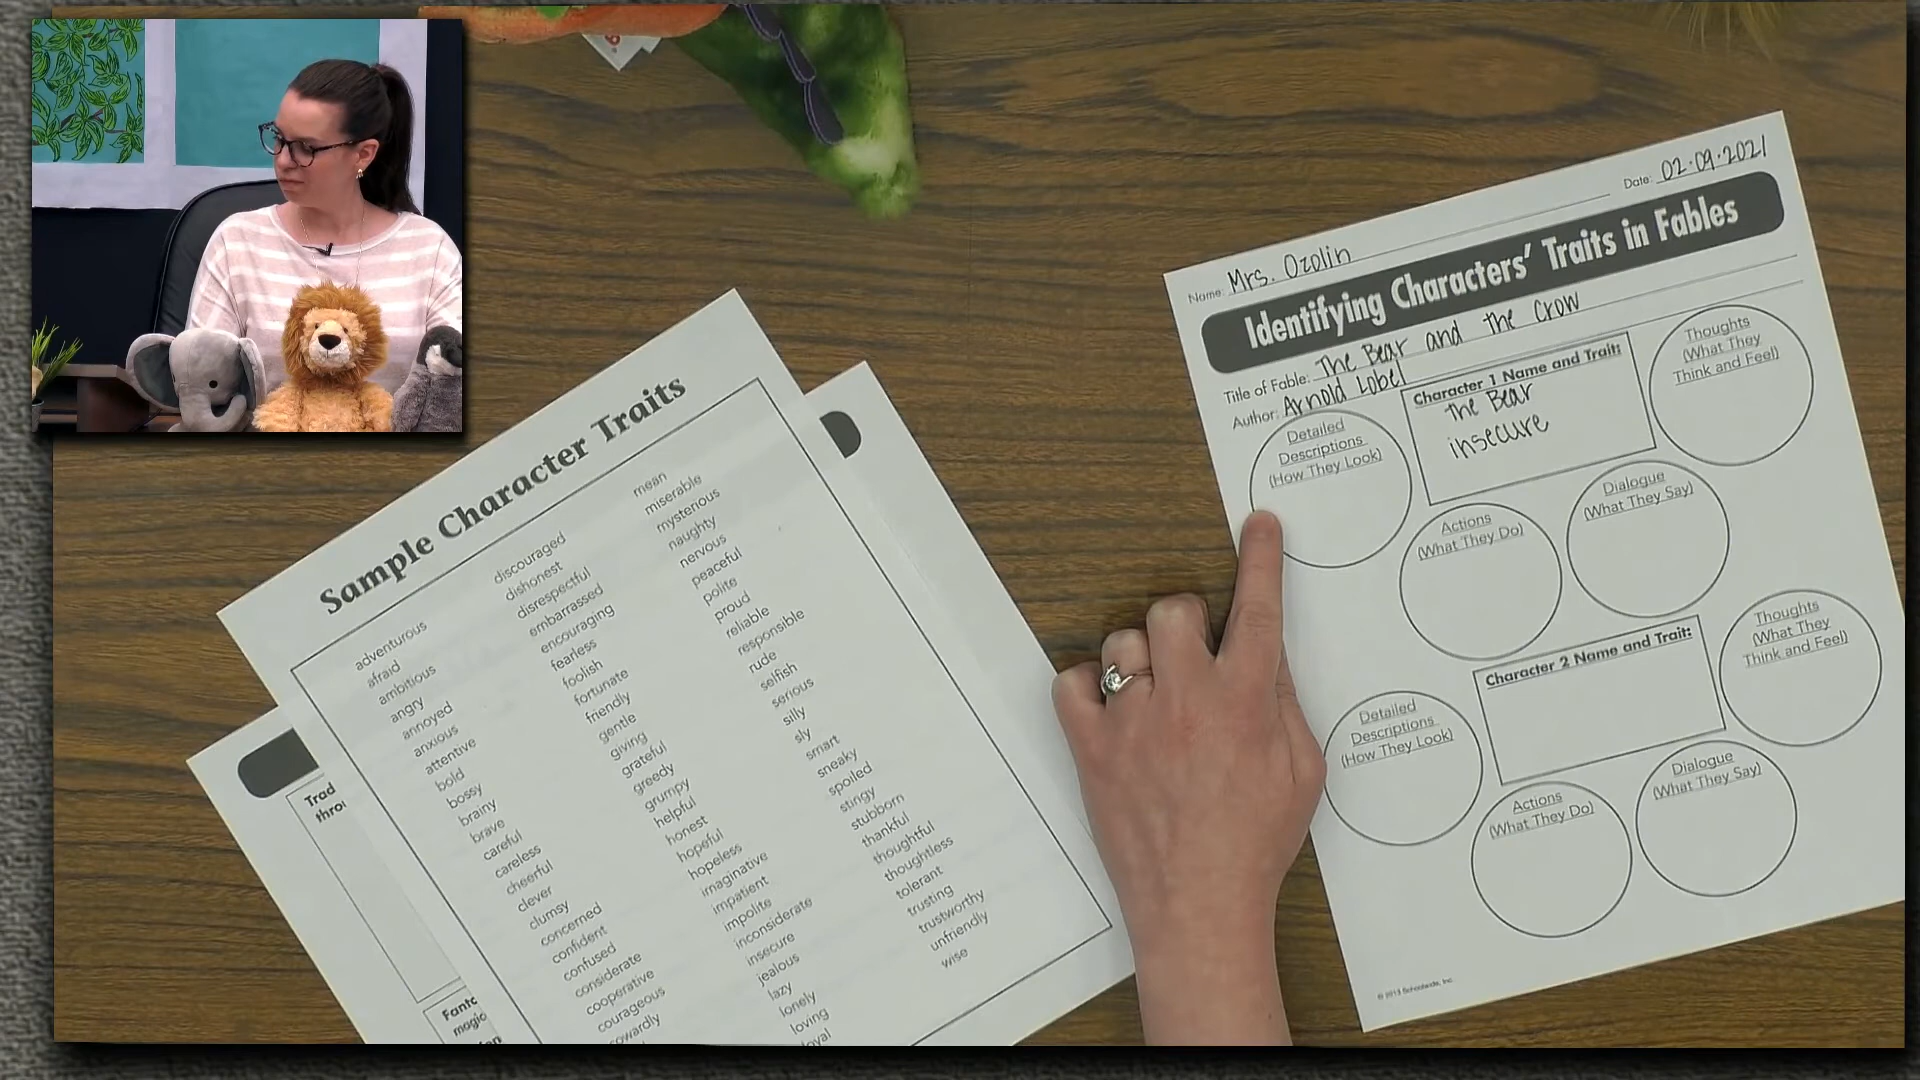 Sample Character Traits
adventurous
afraid
ambitious
angry
annoyed
anxious
attentive
bold
bossy
brainy
brave
careful
careless
cheerful
clever
clumsy
concerned
confident
confused
considerate
cooperative
courageous
discouraged
dishonest
disrespectful
embarrassed
encouraging
fearless
foolish
fortunate
friendly
gentle
giving
grateful
greedy
grumpy
helpful
honest
hopeful
hopeless
imaginative
impatient
impolite
inconsiderate
insecure
jealous
lazy
lonely
loving
mean
miserable
mysterious
naughty
nervous
peaceful
polite
proud
reliable
responsible
rude
selfish
serious
silly
sly
smart
sneaky
spoiled
stingy
stubborn
thankful
thoughtful
thoughtless
tolerant
trusting
trustworthy
unfriendly
wise
Name: Mrs. Ozolin
Date: 02.09.2021
Identifying Characters' Traits in Fables
Title of Fable: The Bear and the Crow
Author: Arnold Lobel
Character 1 Name and Trait:
The Bear
insecure
Detailed
Descriptions
(How They Look)
Actions
(What They Do)
Dialogue
(What They Say)
Thoughts
(What They
Think and Feel)
Character 2 Name and Trait:
Detailed
Descriptions
(How They Look)
Actions
(What They Do)
Dialogue
(What They Say)
Thoughts
(What They
Think and Feel)
© 2013 Schoolwide, Inc.